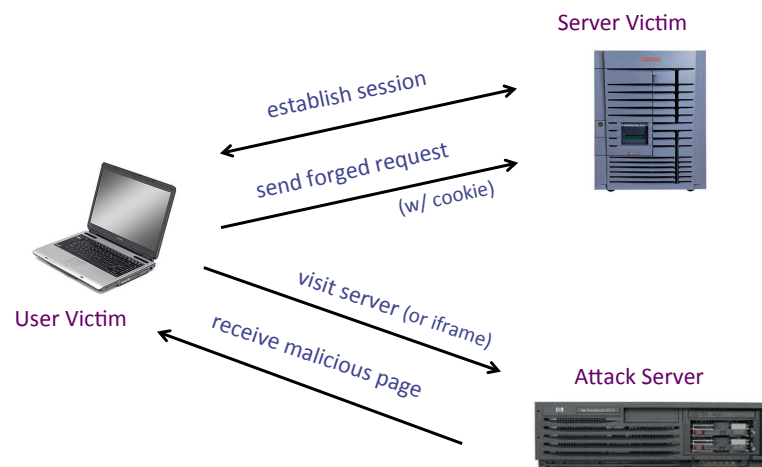 Server Victim
establish session
send forged request
(w/ cookie)
User Victim
visit server (or iframe)
receive malicious page
Attack Server